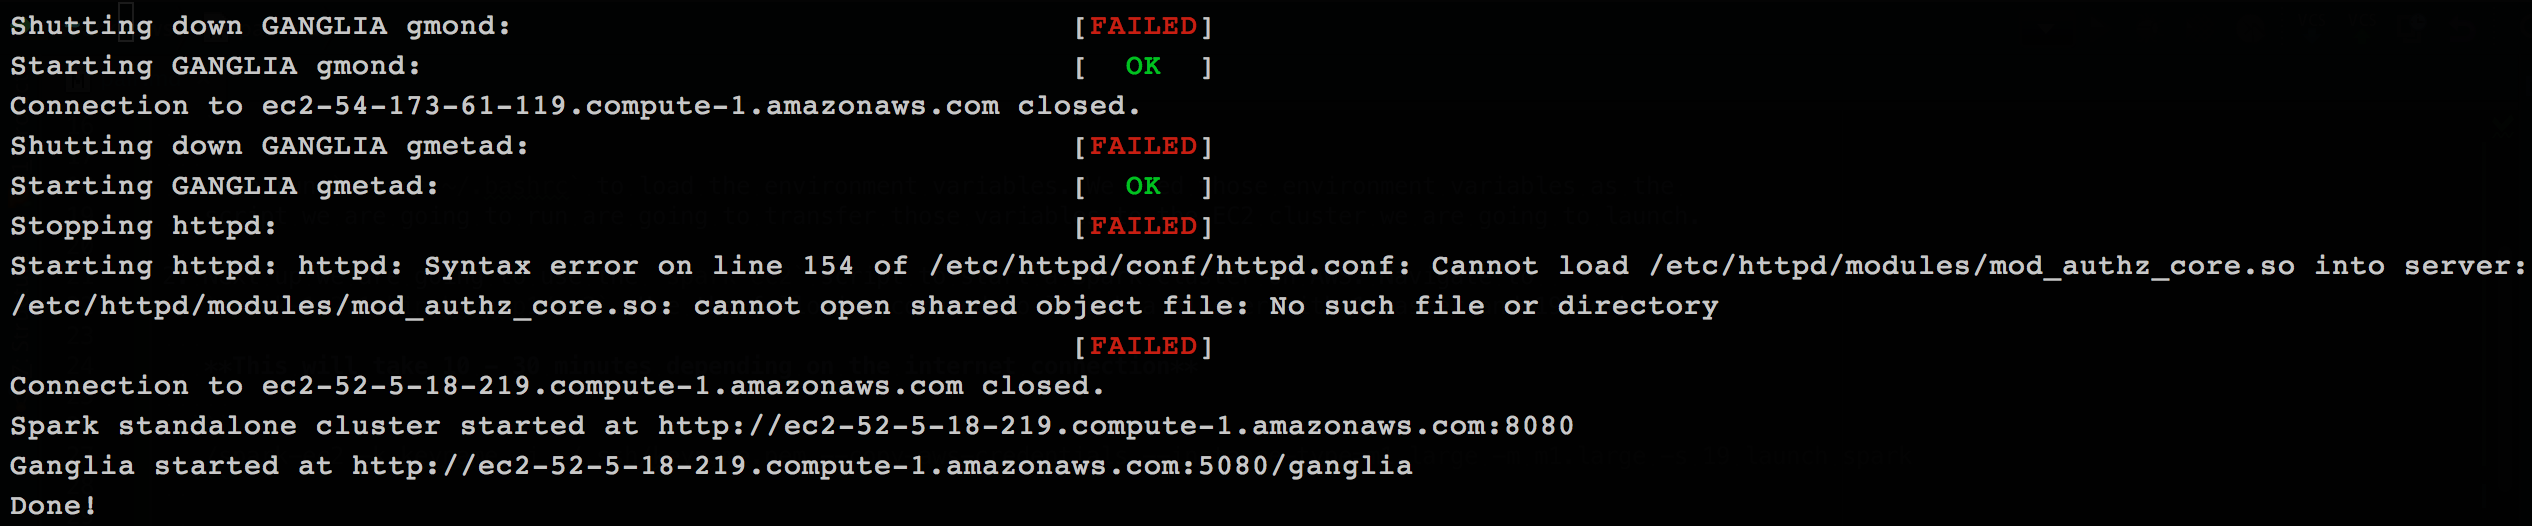 Shutting down GANGLIA gmond: [FAILED]
Starting GANGLIA gmond: [ OK ]
Connection to ec2-54-173-61-119.compute-1.amazonaws.com closed.
Shutting down GANGLIA gmetad: [FAILED]
Starting GANGLIA gmetad: [ OK ]
Stopping httpd: [FAILED]
Starting httpd: httpd: Syntax error on line 154 of /etc/httpd/conf/httpd.conf: Cannot load /etc/httpd/modules/mod_authz_core.so into server:
/etc/httpd/modules/mod_authz_core.so: cannot open shared object file: No such file or directory
[FAILED]
Connection to ec2-52-5-18-219.compute-1.amazonaws.com closed.
Spark standalone cluster started at http://ec2-52-5-18-219.compute-1.amazonaws.com:8080
Ganglia started at http://ec2-52-5-18-219.compute-1.amazonaws.com:5080/ganglia
Done!